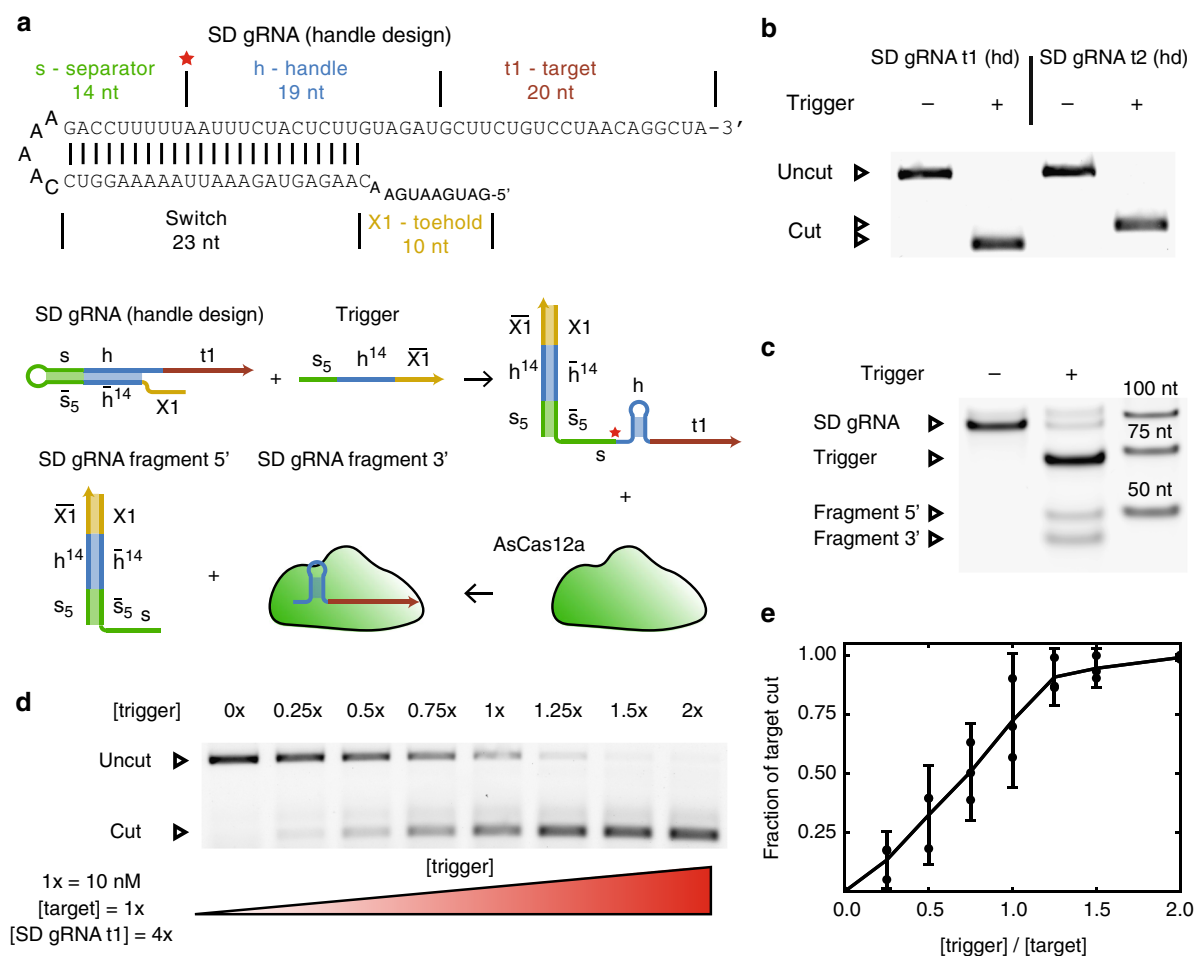 a
SD gRNA (handle design)
s - separator
14 nt
h - handle
19 nt
t1 - target
20 nt
A A A A C
GACCUUUUUAAUUUCUACUCUUGUAGAUGCUUCUGUCCUAACAGGCUA-3'
CUGGAAAAAUUAAAGAUGAGAAC
A AGUAAGUAG-5'
Switch
23 nt
X1 - toehold
10 nt
SD gRNA (handle design)
s h t1
s̄5 h̄14 X1
+
Trigger
s5 h14 X̄1
X̄1 X1
h14 h̄14
s5 s̄5
h
s
t1
+
AsCas12a
SD gRNA fragment 5'
X̄1 X1
h14 h̄14
s5 s̄5 s
+
SD gRNA fragment 3'
b
SD gRNA t1 (hd) SD gRNA t2 (hd)
Trigger – + – +
Uncut
Cut
c
Trigger – +
SD gRNA
Trigger
Fragment 5'
Fragment 3'
100 nt
75 nt
50 nt
d
[trigger] 0x 0.25x 0.5x 0.75x 1x 1.25x 1.5x 2x
Uncut
Cut
[trigger]
1x = 10 nM
[target] = 1x
[SD gRNA t1] = 4x
e
Fraction of target cut
1.00
0.75
0.50
0.25
0.0 0.5 1.0 1.5 2.0
[trigger] / [target]